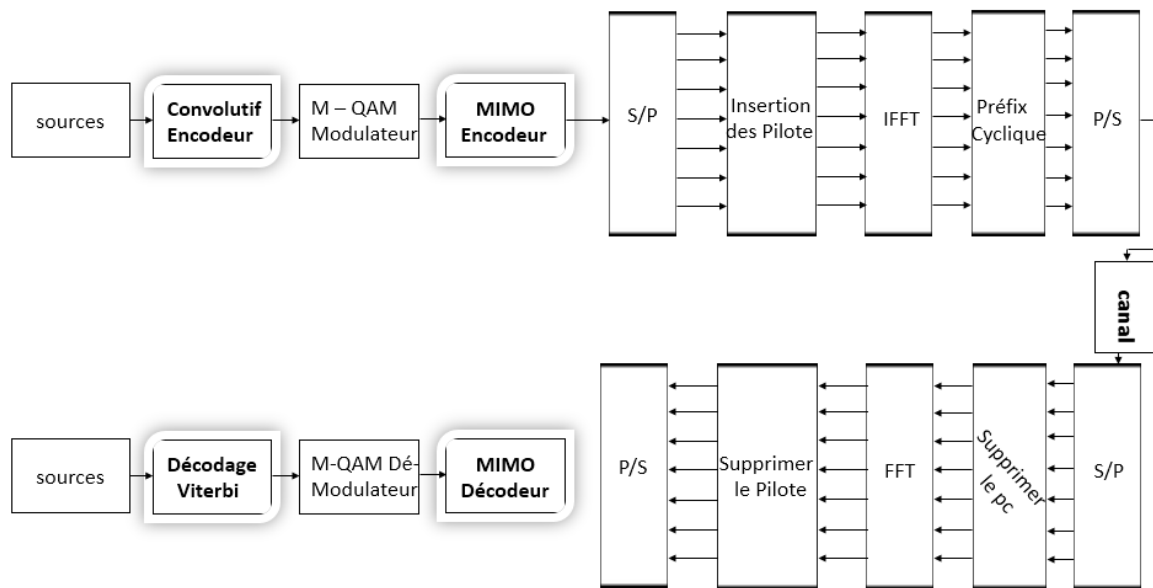 sources
Convolutif
Encodeur
M – QAM
Modulateur
MIMO
Encodeur
S/P
Insertion
des Pilote
IFFT
Préfix
Cyclique
P/S
canal
sources
Décodage
Viterbi
M-QAM Dé-
Modulateur
MIMO
Décodeur
P/S
Supprimer
le Pilote
FFT
Supprimer
le pc
S/P